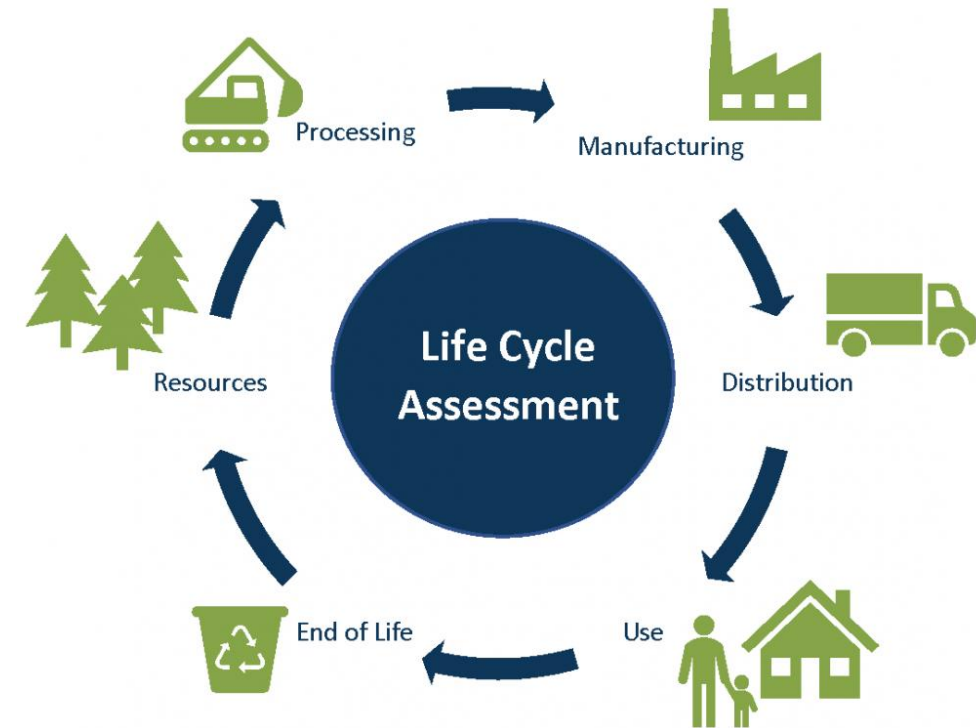 Processing
Manufacturing
Life Cycle
Assessment
Resources
Distribution
End of Life
Use